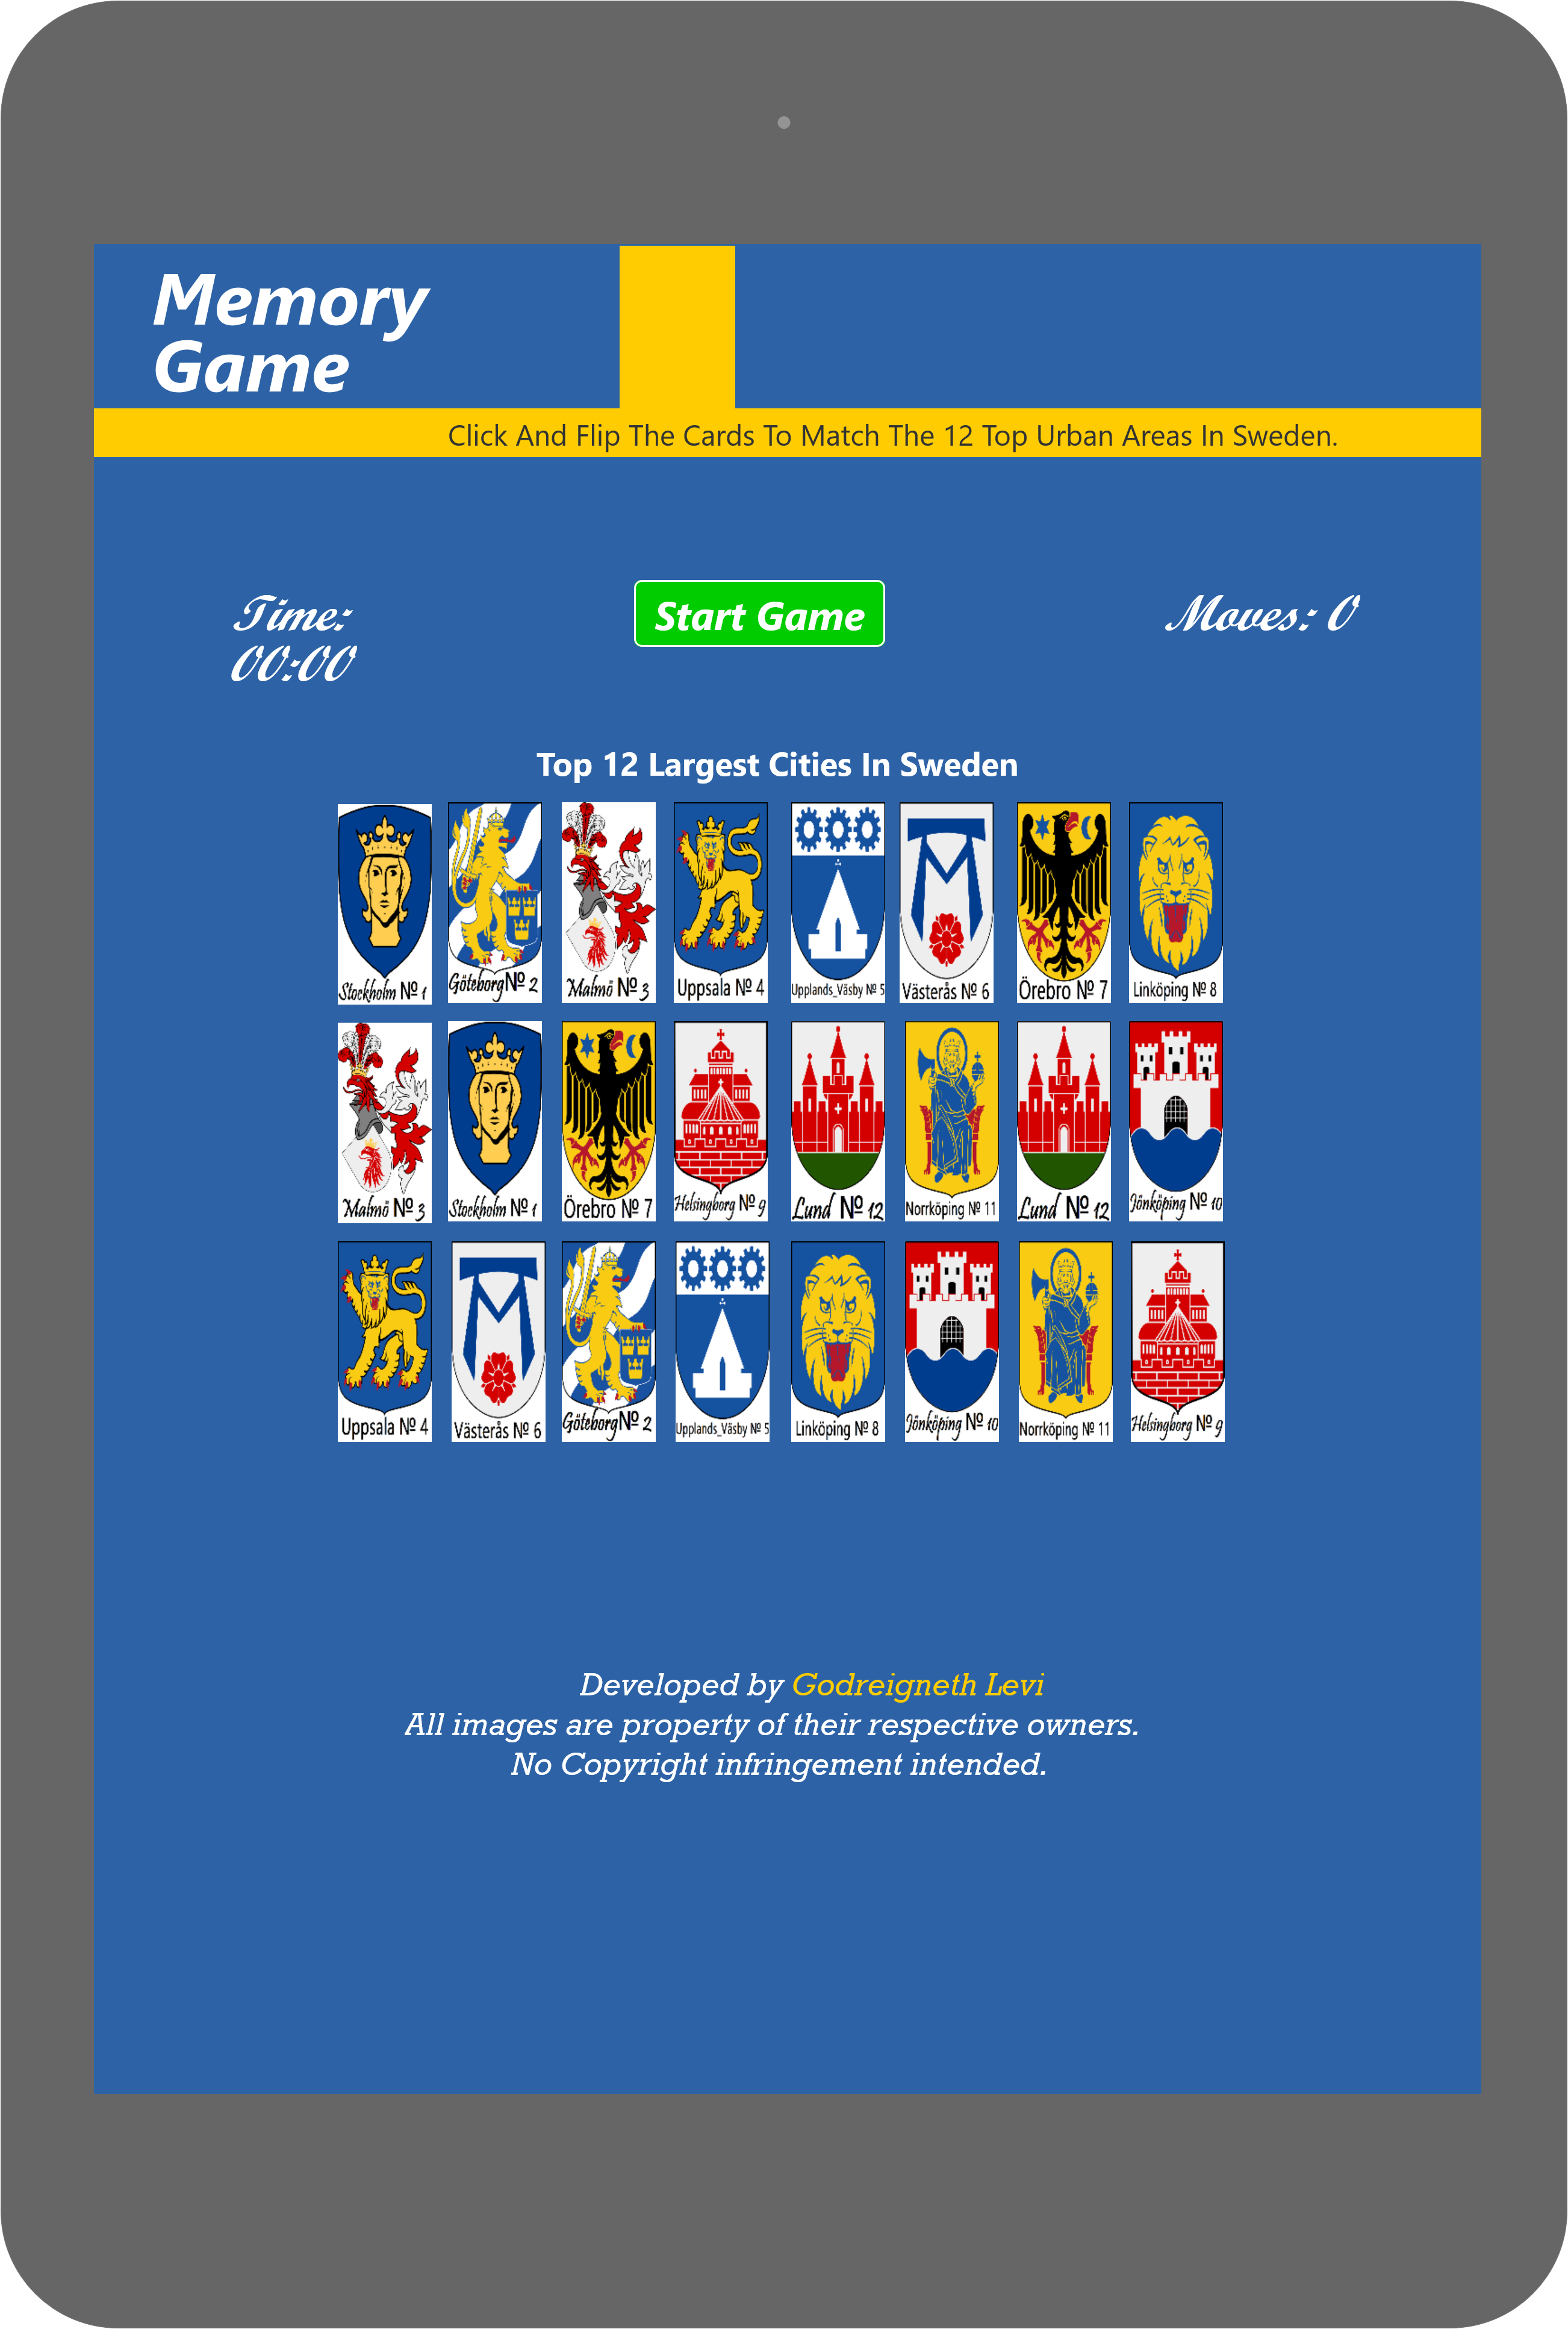 Memory
Game
Click And Flip The Cards To Match The 12 Top Urban Areas In Sweden.
Time:
00:00
Start Game
Moves: 0
Top 12 Largest Cities In Sweden
Stockholm № 1
Göteborg № 2
Malmö № 3
Uppsala № 4
Upplands_Väsby № 5
Västerås № 6
Örebro № 7
Linköping № 8
Malmö № 3
Stockholm № 1
Örebro № 7
Helsingborg № 9
Lund № 12
Norrköping № 11
Lund № 12
Jönköping № 10
Uppsala № 4
Västerås № 6
Göteborg № 2
Upplands_Väsby № 5
Linköping № 8
Jönköping № 10
Norrköping № 11
Helsingborg № 9
Developed by Godreigneth Levi
All images are property of their respective owners.
No Copyright infringement intended.